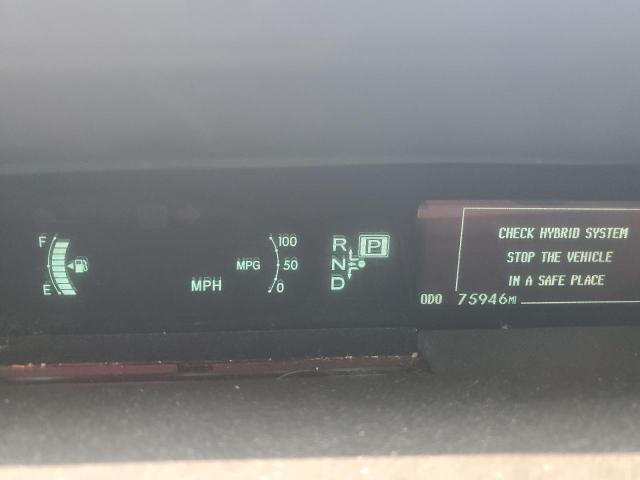 F
E
MPH
MPG
100
50
0
R
N
D
P
CHECK HYBRID SYSTEM
STOP THE VEHICLE
IN A SAFE PLACE
ODO 75946MI